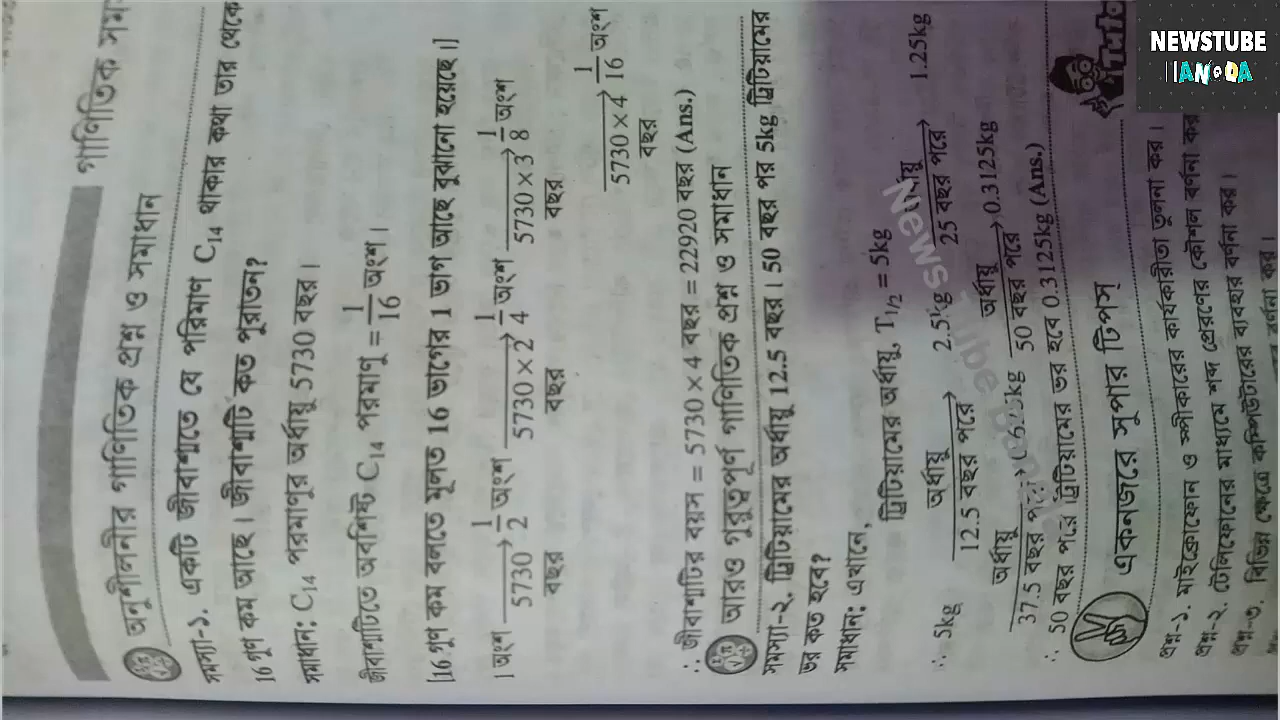 গাণিতিক
অনুশীলনীর গাণিতিক প্রশ্ন ও সমাধান
সমস্যা-১. একটি জীবাশ্মতে যে পরিমাণ C14 থাকার কথা তার থেকে
16 গুণ কম আছে। জীবাশ্মটি কত পুরাতন?
সমাধান: C14 পরমাণুর অর্ধায়ু 5730 বছর।
জীবাশ্মটিতে অবশিষ্ট C14 পরমাণু = 1/16 অংশ।
[16 গুণ কম বলতে মূলত 16 ভাগের 1 ভাগ আছে বুঝানো হয়েছে।]
1 অংশ 5730 বছর → 1/2 অংশ 5730 × 2 বছর → 1/4 অংশ 5730 × 3 বছর → 1/8 অংশ
5730 × 4 বছর → 1/16 অংশ
∴ জীবাশ্মটির বয়স = 5730 × 4 বছর = 22920 বছর (Ans.)
আরও গুরুত্বপূর্ণ গাণিতিক প্রশ্ন ও সমাধান
সমস্যা-২. ট্রিটিয়ামের অর্ধায়ু 12.5 বছর। 50 বছর পর 5kg ট্রিটিয়ামের
ভর কত হবে?
সমাধান: এখানে,
ট্রিটিয়ামের অর্ধায়ু, T1/2 = 5kg
∴ 5kg অর্ধায়ু 12.5 বছর পরে → 2.5kg 25 বছর পরে → 1.25kg
অর্ধায়ু 37.5 বছর পরে → অর্ধায়ু 50 বছর পরে → 0.3125kg
∴ 50 বছর পরে ট্রিটিয়ামের ভর হবে 0.3125kg (Ans.)
একনজরে সুপার টিপস্
প্রশ্ন-১. মাইক্রোফোন ও স্পীকারের কার্যকারীতা তুলনা কর।
প্রশ্ন-২. টেলিফোনের মাধ্যমে শব্দ প্রেরণের কৌশল বর্ণনা কর
প্রশ্ন-৩. বিভিন্ন ক্ষেত্রে কম্পিউটারের ব্যবহার বর্ণনা কর।
বর্ণনা কর।
NEWSTUBE
BANGLA
News Tube Bangla